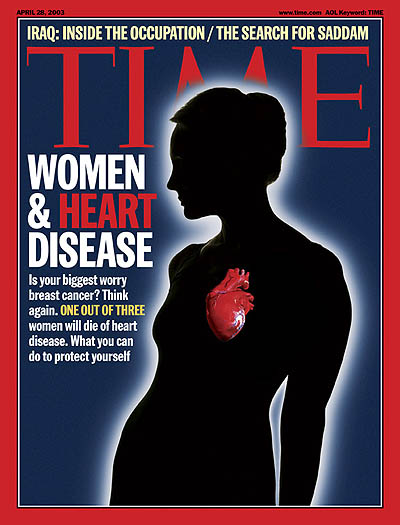 APRIL 28, 2003
www.time.com AOL Keyword: TIME
IRAQ: INSIDE THE OCCUPATION / THE SEARCH FOR SADDAM
TIME
WOMEN
& HEART
DISEASE
Is your biggest worry
breast cancer? Think
again. ONE OUT OF THREE
women will die of heart
disease. What you can
do to protect yourself